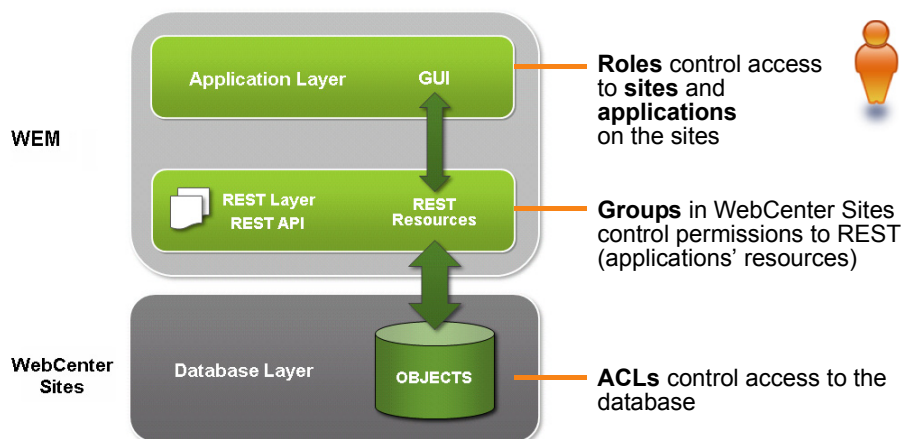 WEM
Application Layer
GUI
Roles control access
to sites and
applications
on the sites
REST Layer
REST API
REST
Resources
Groups in WebCenter Sites
control permissions to REST
(applications' resources)
WebCenter
Sites
Database Layer
OBJECTS
ACLs control access to the
database